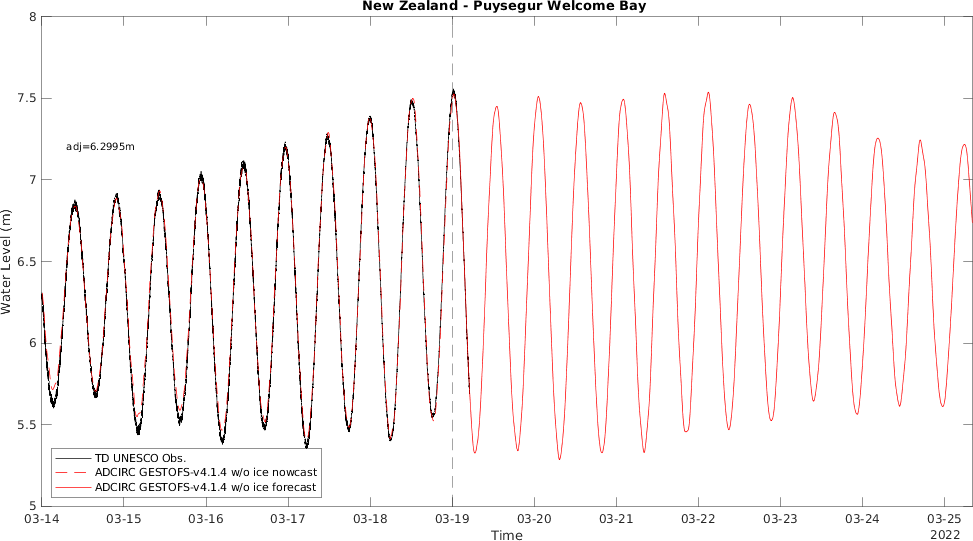 New Zealand - Puysegur Welcome Bay
8
7.5
7
6.5
6
5.5
5
Water Level (m)
adj=6.2995m
TD UNESCO Obs.
ADCIRC GESTOFS-v4.1.4 w/o ice nowcast
ADCIRC GESTOFS-v4.1.4 w/o ice forecast
03-14 03-15 03-16 03-17 03-18 03-19 03-20 03-21 03-22 03-23 03-24 03-25
Time
2022